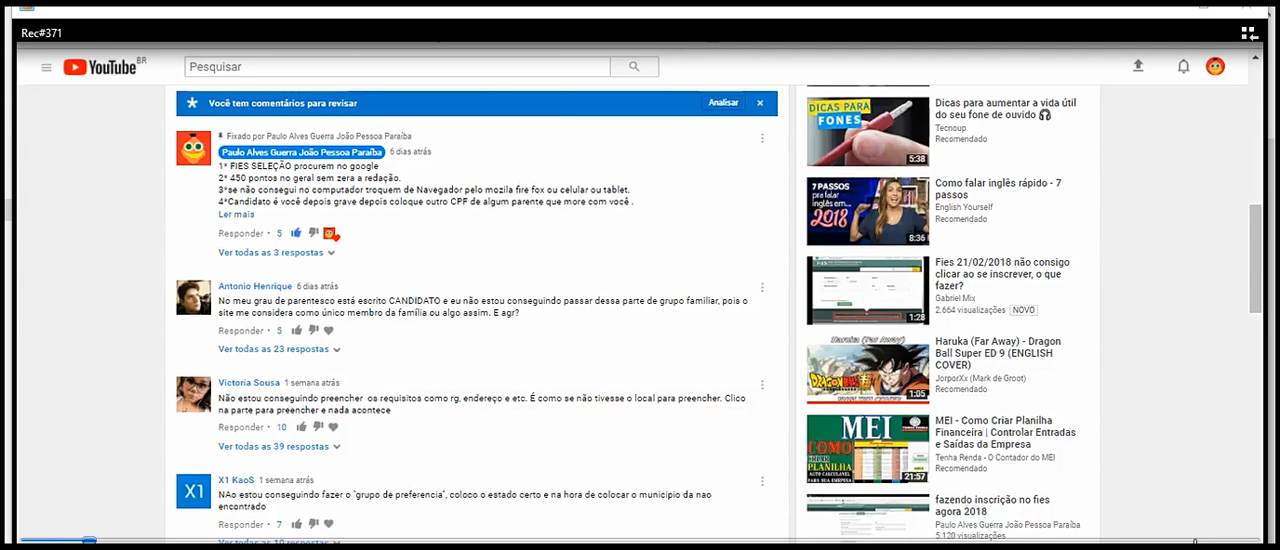 Rec#371
YouTube BR
Pesquisar
Você tem comentários para revisar
Analisar
Fixado por Paulo Alves Guerra João Pessoa Paraíba
Paulo Alves Guerra João Pessoa Paraíba 6 dias atrás
1* FIES SELEÇÃO procurem no google
2* 450 pontos no geral sem zera a redação.
3*se não consegui no computador troquem de Navegador pelo mozila fire fox ou celular ou tablet.
4*Candidato é você depois grave depois coloque outro CPF de algum parente que more com você .
Ler mais
Responder • 5
Ver todas as 3 respostas
Antonio Henrique 6 dias atrás
No meu grau de parentesco está escrito CANDIDATO e eu não estou conseguindo passar dessa parte de grupo familiar, pois o
site me considera como único membro da família ou algo assim. E agr?
Responder • 5
Ver todas as 23 respostas
Victoria Sousa 1 semana atrás
Não estou conseguindo preencher os requisitos como rg, endereço e etc. É como se não tivesse o local para preencher. Clico
na parte para preencher e nada acontece
Responder • 10
Ver todas as 39 respostas
X1
X1 KaoS 1 semana atrás
NAo estou conseguindo fazer o "grupo de preferencia", coloco o estado certo e na hora de colocar o municipio da nao
encontrado
Responder • 7
Ver todas as 10 respostas
DICAS PARA
FONES
5:38
Dicas para aumentar a vida útil
do seu fone de ouvido
Tecnoup
Recomendado
7 PASSOS
pra falar
INGLÊS em...
2018
8:36
Como falar inglês rápido - 7
passos
English Yourself
Recomendado
1:28
Fies 21/02/2018 não consigo
clicar ao se inscrever, o que
fazer?
Gabriel Mix
2.664 visualizações NOVO
Haruka (Far Away)
DRAGONBALL
1:05
Haruka (Far Away) - Dragon
Ball Super ED 9 (ENGLISH
COVER)
JorporXx (Mark de Groot)
Recomendado
MEI
COMO
CRIAR
PLANILHA
AUTO CALCULAVEL
PARA SUA EMPRESA
21:57
MEI - Como Criar Planilha
Financeira | Controlar Entradas
e Saídas da Empresa
Tenha Renda - O Contador do MEI
Recomendado
fazendo inscrição no fies
agora 2018
Paulo Alves Guerra João Pessoa Paraíba
5.120 visualizações